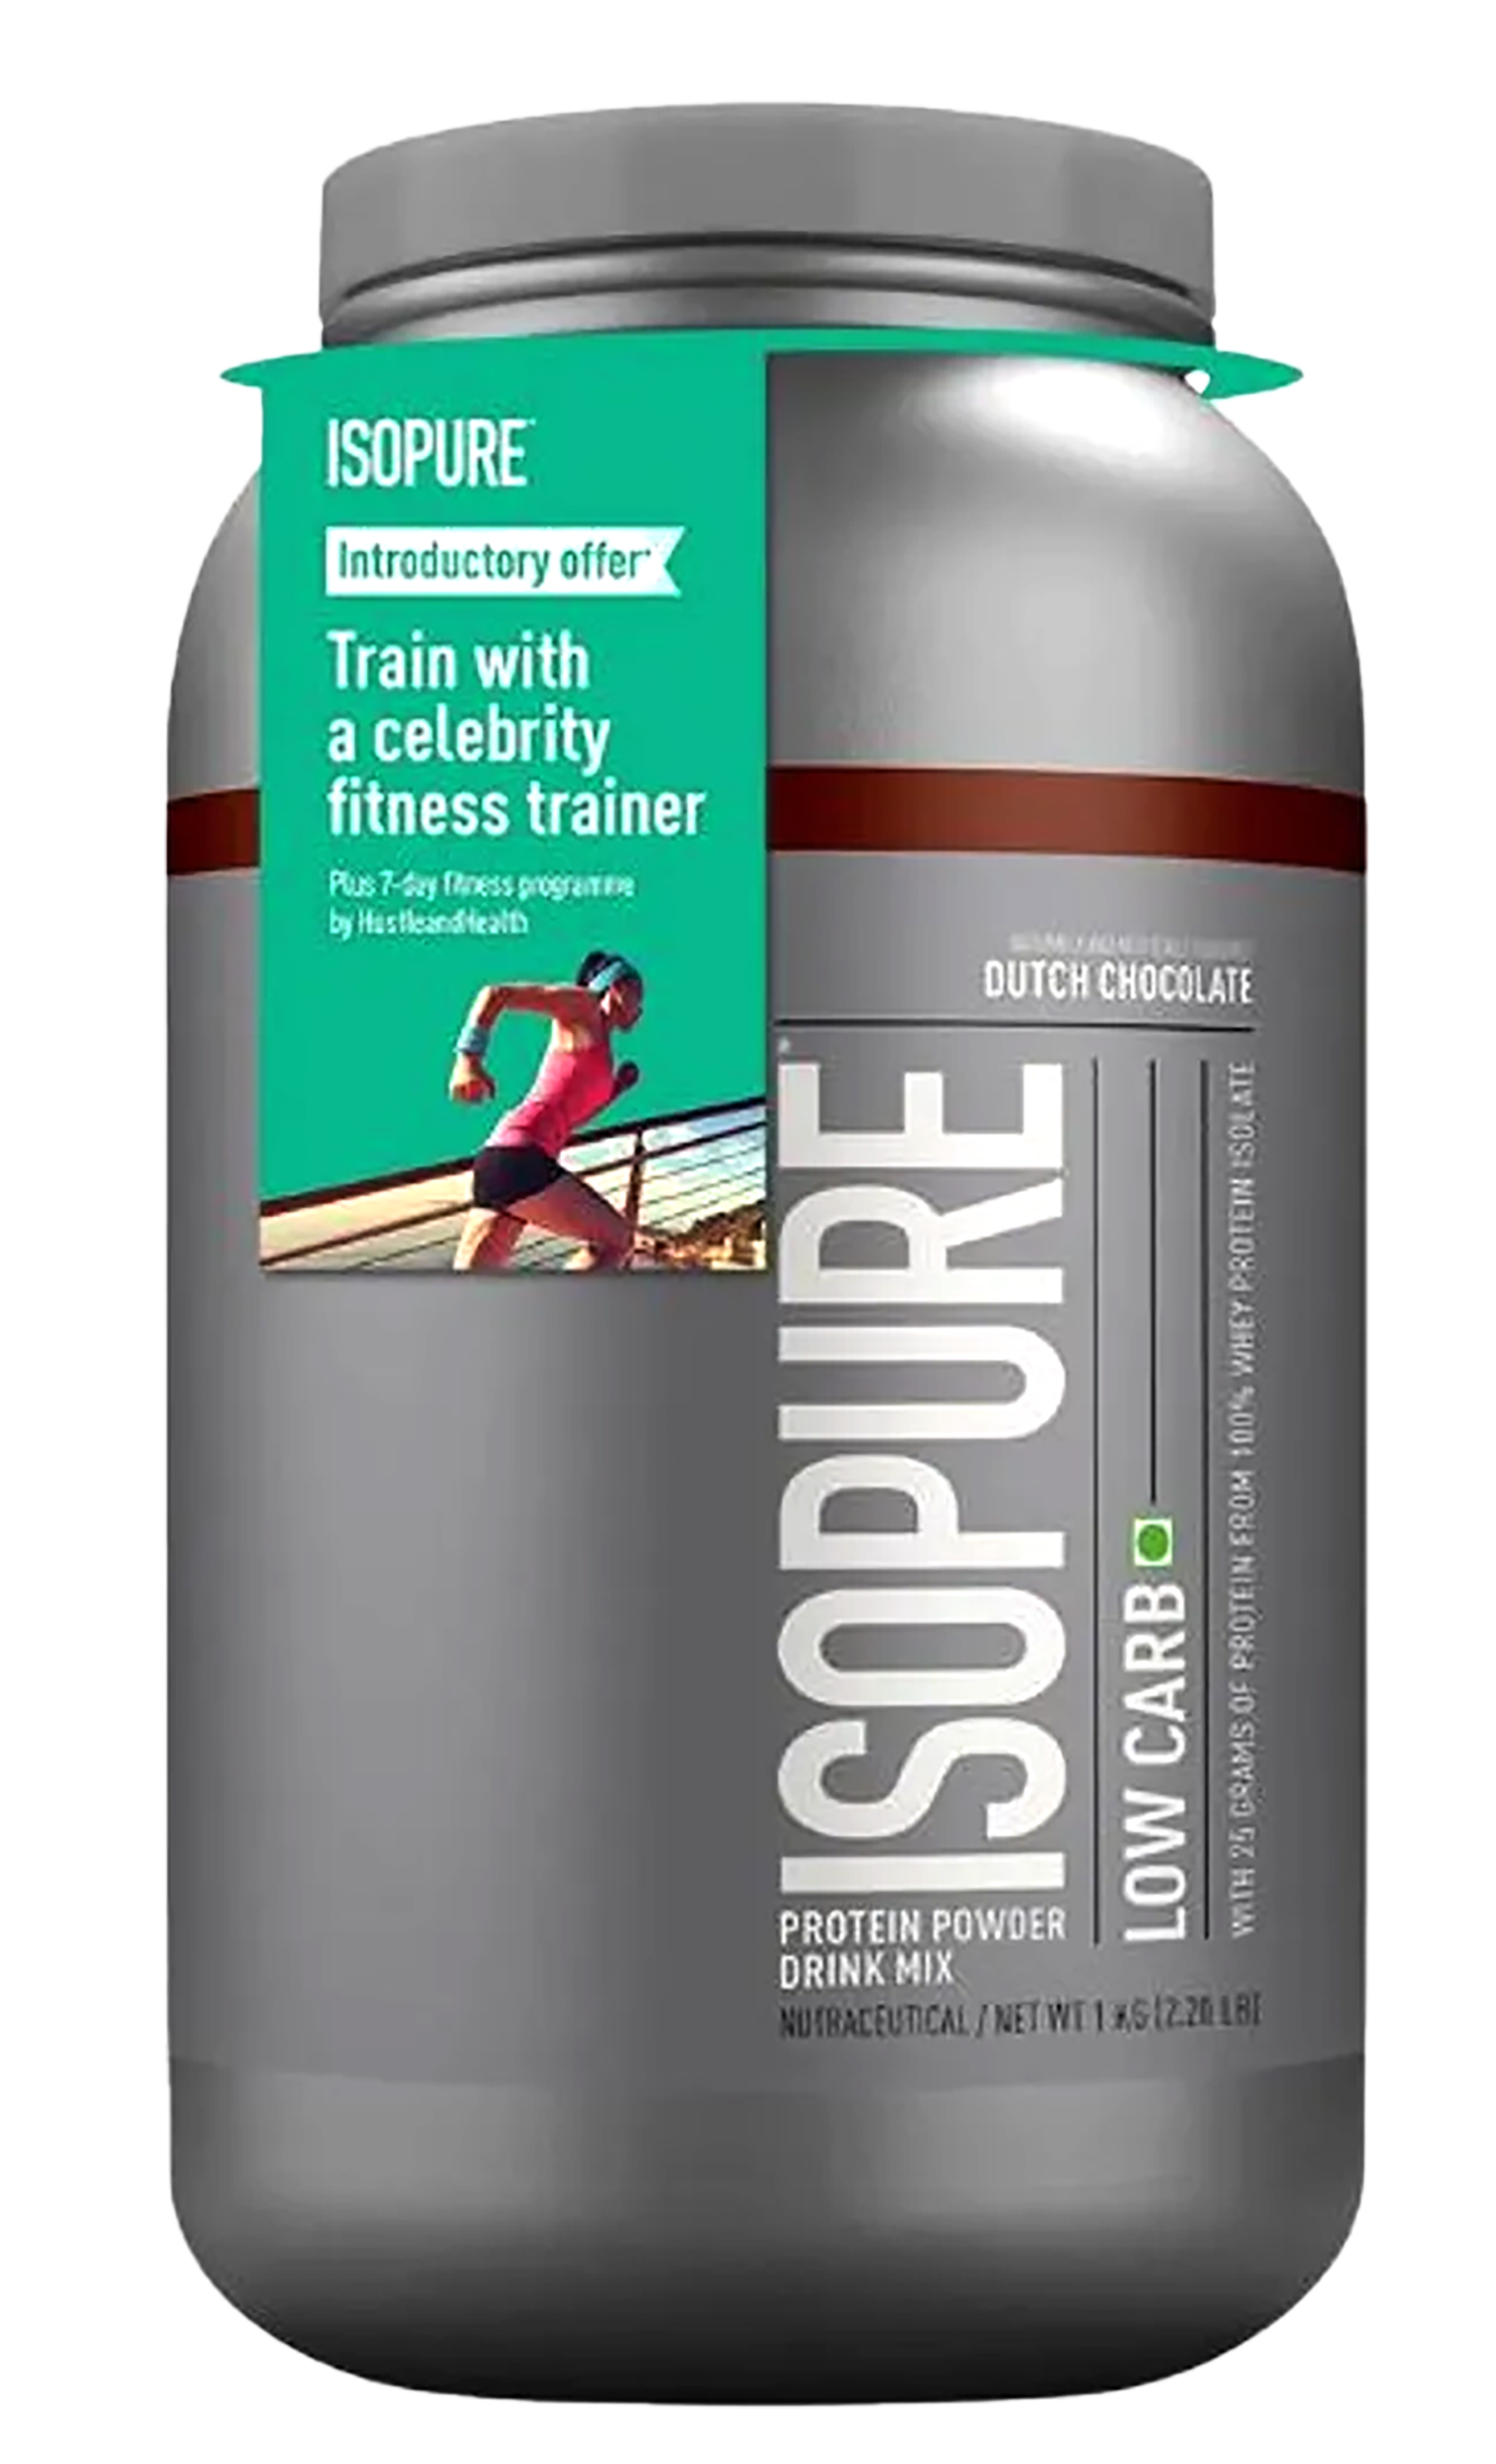 ISOPURE™
Introductory offer*
Train with
a celebrity
fitness trainer
Plus 7-day fitness programme
by HustleandHealth
DUTCH CHOCOLATE
ISOPURE
LOW CARB
WITH 25 GRAMS OF PROTEIN FROM 100% WHEY PROTEIN ISOLATE
PROTEIN POWDER
DRINK MIX
NUTRACEUTICAL / NET WT 1 KG (2.20 LB)